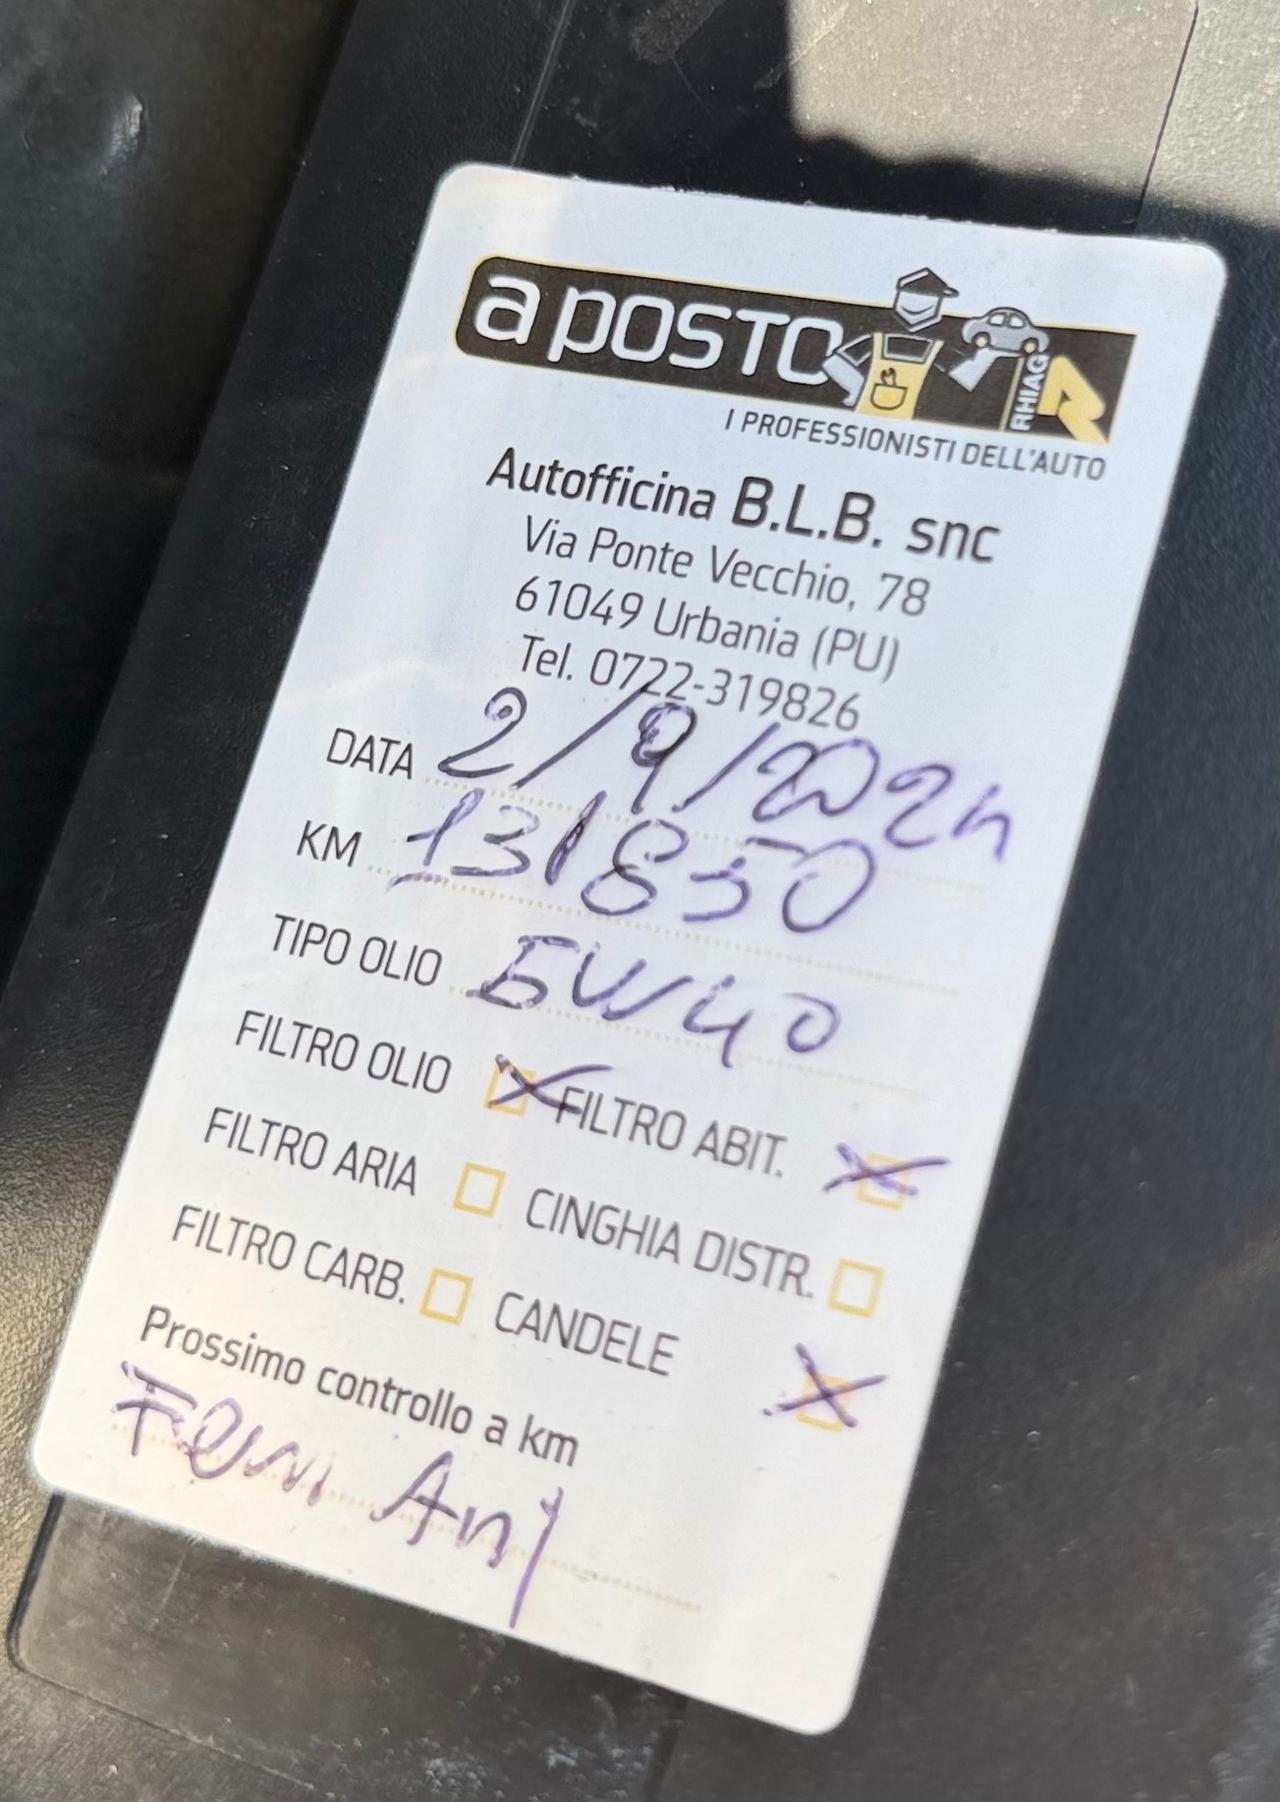 a posto
RHIAG
I PROFESSIONISTI DELL'AUTO
Autofficina B.L.B. snc
Via Ponte Vecchio, 78
61049 Urbania (PU)
Tel. 0722-319826
DATA 2/9/2024
KM 131850
TIPO OLIO 5W40
FILTRO OLIO FILTRO ABIT.
FILTRO ARIA CINGHIA DISTR.
FILTRO CARB. CANDELE
Prossimo controllo a km